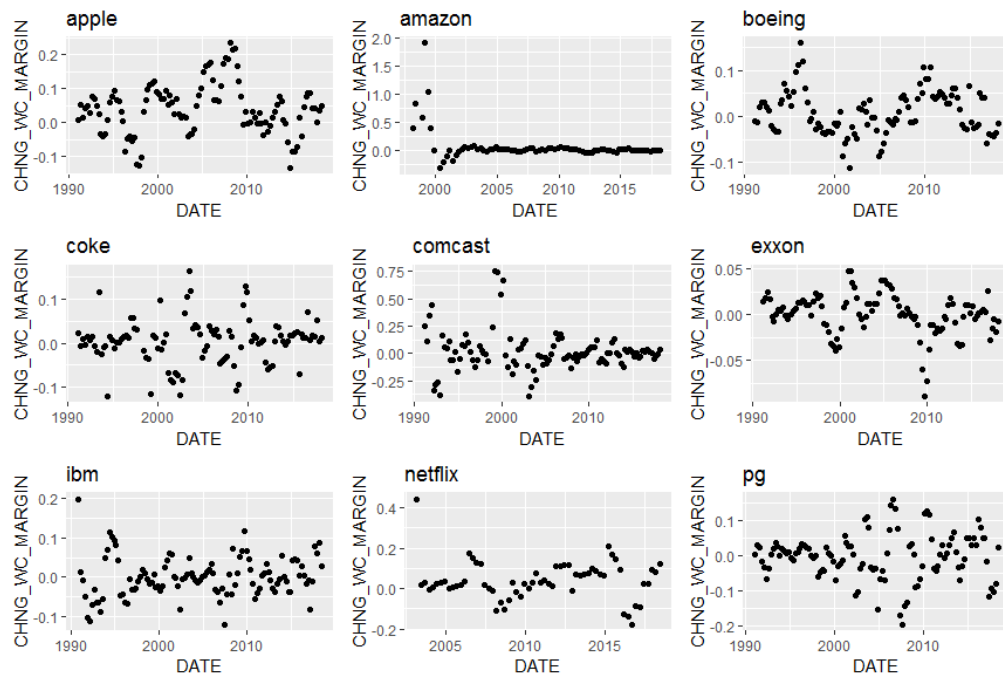 apple
amazon
boeing
CHNG_WC_MARGIN
0.2
0.1
0.0
-0.1
1990
2000
2010
DATE
CHNG_WC_MARGIN
2.0
1.5
1.0
0.5
0.0
2000
2005
2010
2015
DATE
CHNG_WC_MARGIN
0.1
0.0
-0.1
1990
2000
2010
DATE
coke
comcast
exxon
CHNG_WC_MARGIN
0.1
0.0
-0.1
1990
2000
2010
DATE
CHNG_WC_MARGIN
0.75
0.50
0.25
0.00
-0.25
1990
2000
2010
DATE
CHNG_WC_MARGIN
0.05
0.00
-0.05
1990
2000
2010
DATE
ibm
netflix
pg
CHNG_WC_MARGIN
0.2
0.1
0.0
-0.1
1990
2000
2010
DATE
CHNG_WC_MARGIN
0.4
0.2
0.0
-0.2
2005
2010
2015
DATE
CHNG_WC_MARGIN
0.1
0.0
-0.1
-0.2
1990
2000
2010
DATE